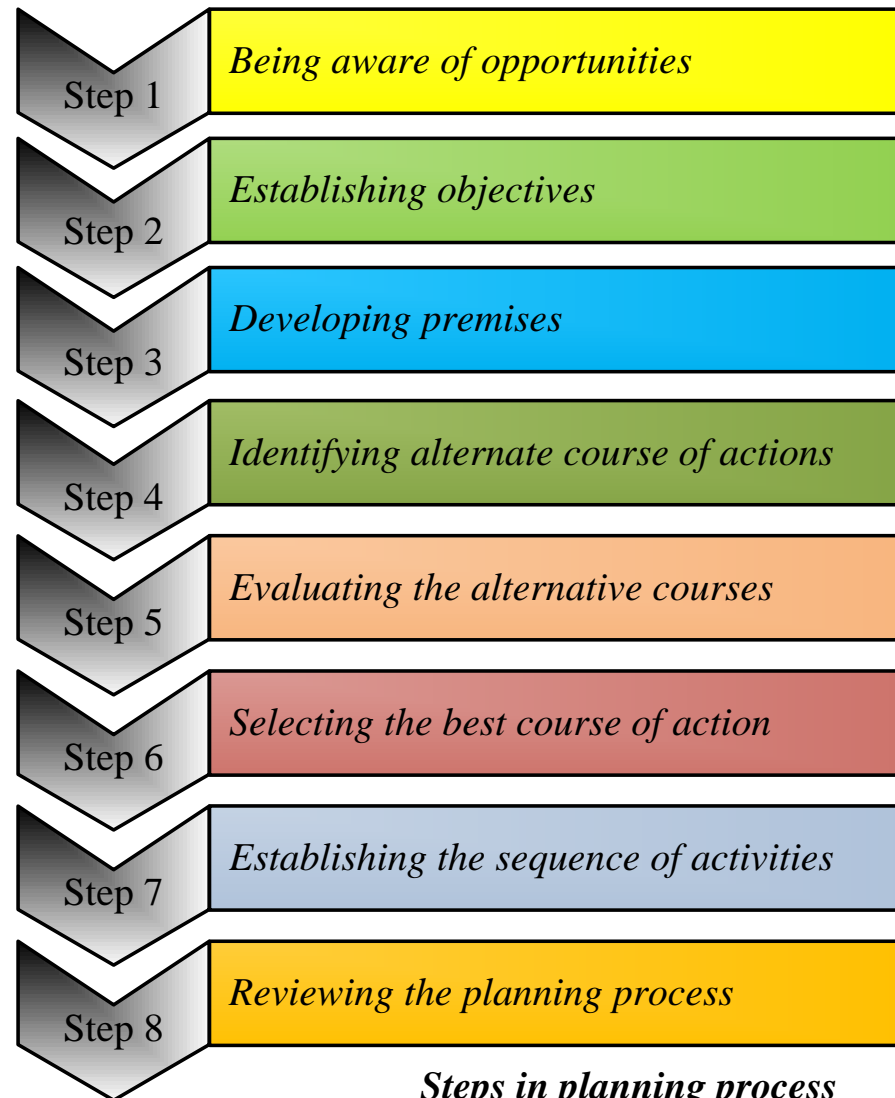 Step 1
Being aware of opportunities
Step 2
Establishing objectives
Step 3
Developing premises
Step 4
Identifying alternate course of actions
Step 5
Evaluating the alternative courses
Step 6
Selecting the best course of action
Step 7
Establishing the sequence of activities
Step 8
Reviewing the planning process
Steps in planning process